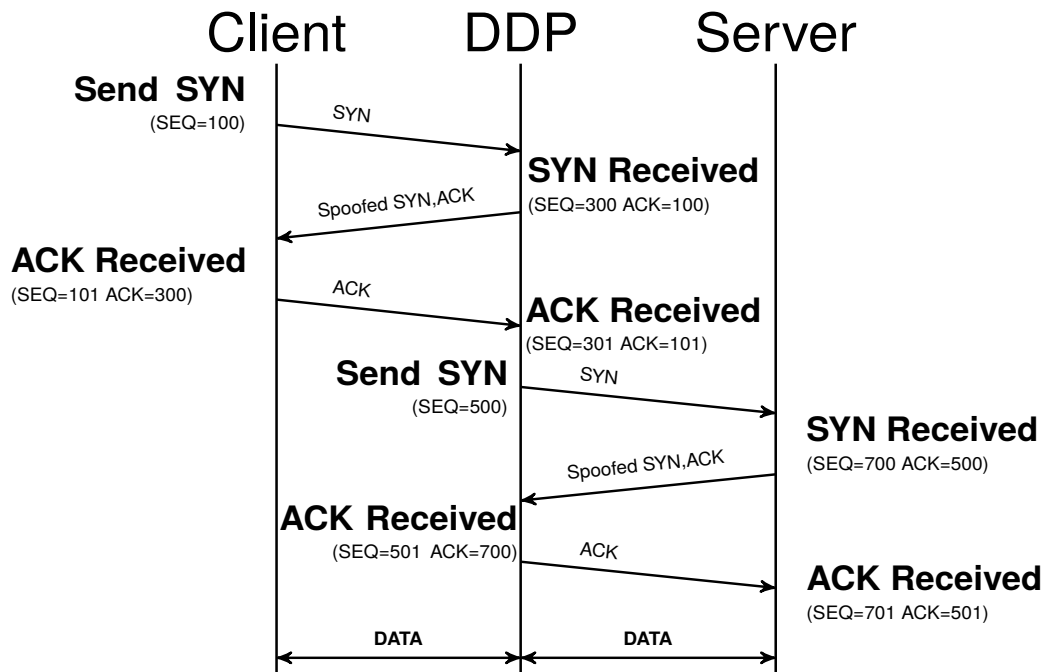 Client DDP Server
Send SYN
(SEQ=100)
SYN
SYN Received
(SEQ=300 ACK=100)
Spoofed SYN,ACK
ACK Received
(SEQ=101 ACK=300)
ACK
ACK Received
(SEQ=301 ACK=101)
Send SYN
(SEQ=500)
SYN
SYN Received
(SEQ=700 ACK=500)
Spoofed SYN,ACK
ACK Received
(SEQ=501 ACK=700)
ACK
ACK Received
(SEQ=701 ACK=501)
DATA DATA